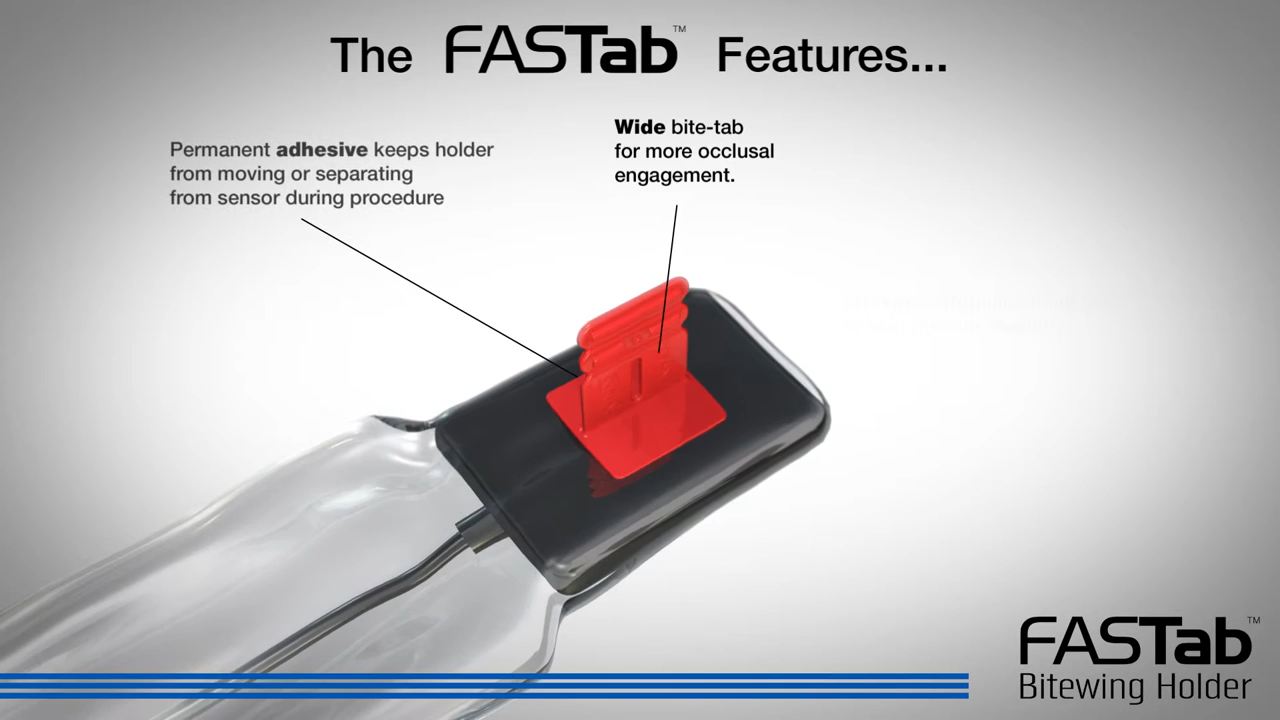 The FASTab™ Features...
Permanent adhesive keeps holder
from moving or separating
from sensor during procedure
Wide bite-tab
for more occlusal
engagement.
FASTab™
Bitewing Holder